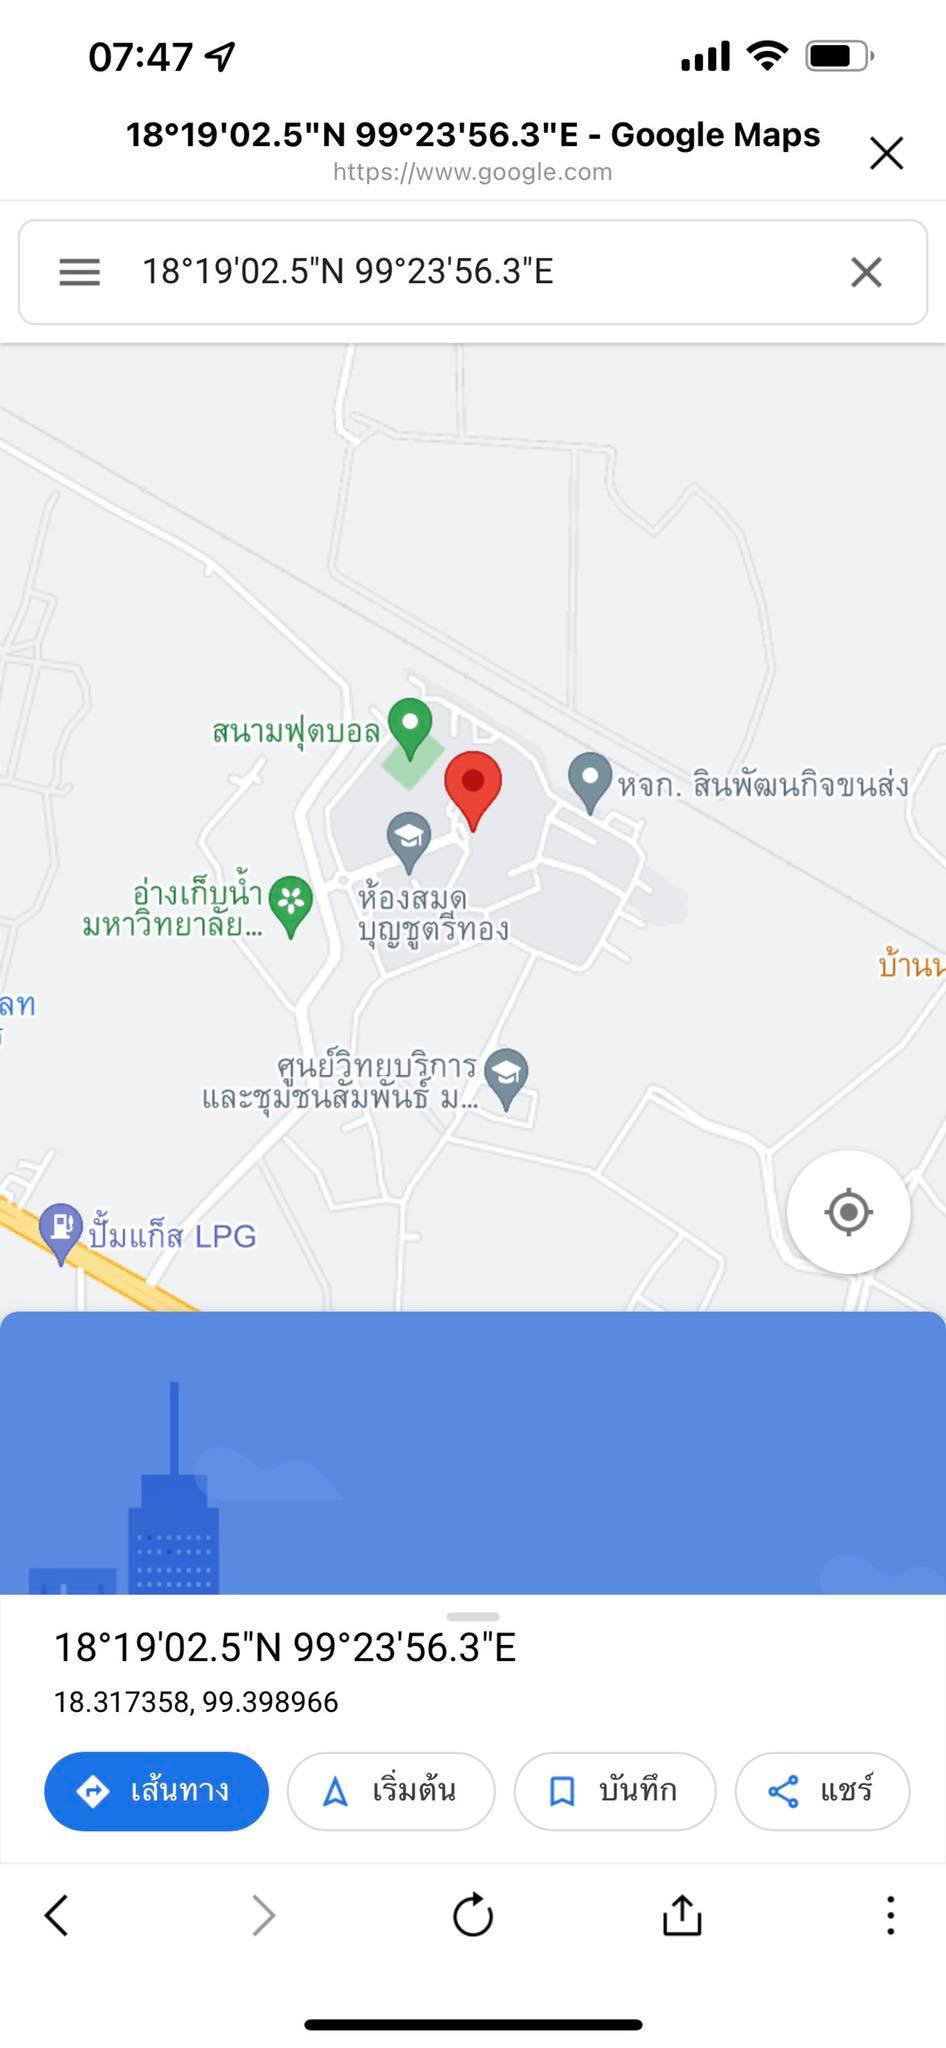 07:47
18°19'02.5"N 99°23'56.3"E - Google Maps
https://www.google.com
18°19'02.5"N 99°23'56.3"E
สนามฟุตบอล
หจก. สินพัฒนกิจขนส่ง
อ่างเก็บน้ำ
มหาวิทยาลัย...
ห้องสมุด
บุญชูตรีทอง
บ้านน
ลท
ศูนย์วิทยบริการ
และชุมชนสัมพันธ์ ม...
ปั๊มแก๊ส LPG
18°19'02.5"N 99°23'56.3"E
18.317358, 99.398966
เส้นทาง
เริ่มต้น
บันทึก
แชร์